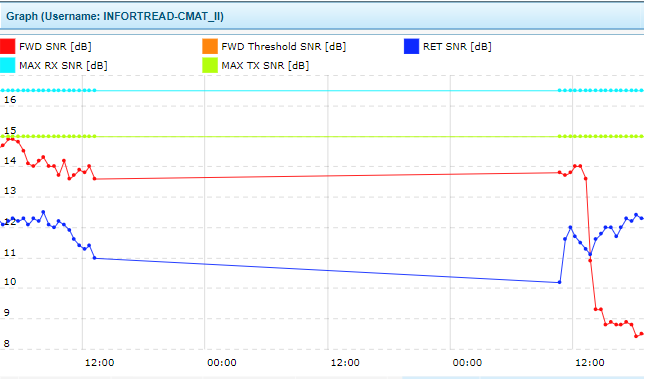 Graph (Username: INFORTREAD-CMAT_II)
FWD SNR [dB] FWD Threshold SNR [dB] RET SNR [dB]
MAX RX SNR [dB] MAX TX SNR [dB]
16
15
14
13
12
11
10
9
8
12:00 00:00 12:00 00:00 12:00